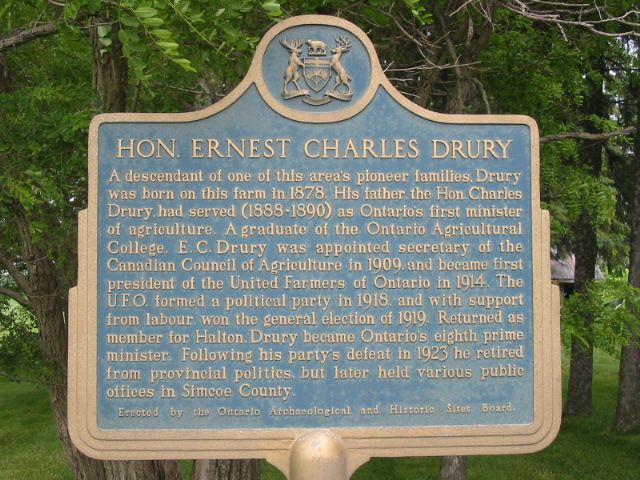 HON. ERNEST CHARLES DRURY
A descendant of one of this area's pioneer families, Drury
was born on this farm in 1878. His father, the Hon. Charles
Drury, had served (1888-1890) as Ontario's first minister
of agriculture. A graduate of the Ontario Agricultural
College, E.C. Drury was appointed secretary of the
Canadian Council of Agriculture in 1909, and became first
president of the United Farmers of Ontario in 1914. The
U.F.O. formed a political party in 1918, and with support
from labour, won the general election of 1919. Returned as
member for Halton, Drury became Ontario's eighth prime
minister. Following his party's defeat in 1923 he retired
from provincial politics, but later held various public
offices in Simcoe County.
Erected by the Ontario Archaeological and Historic Sites Board.